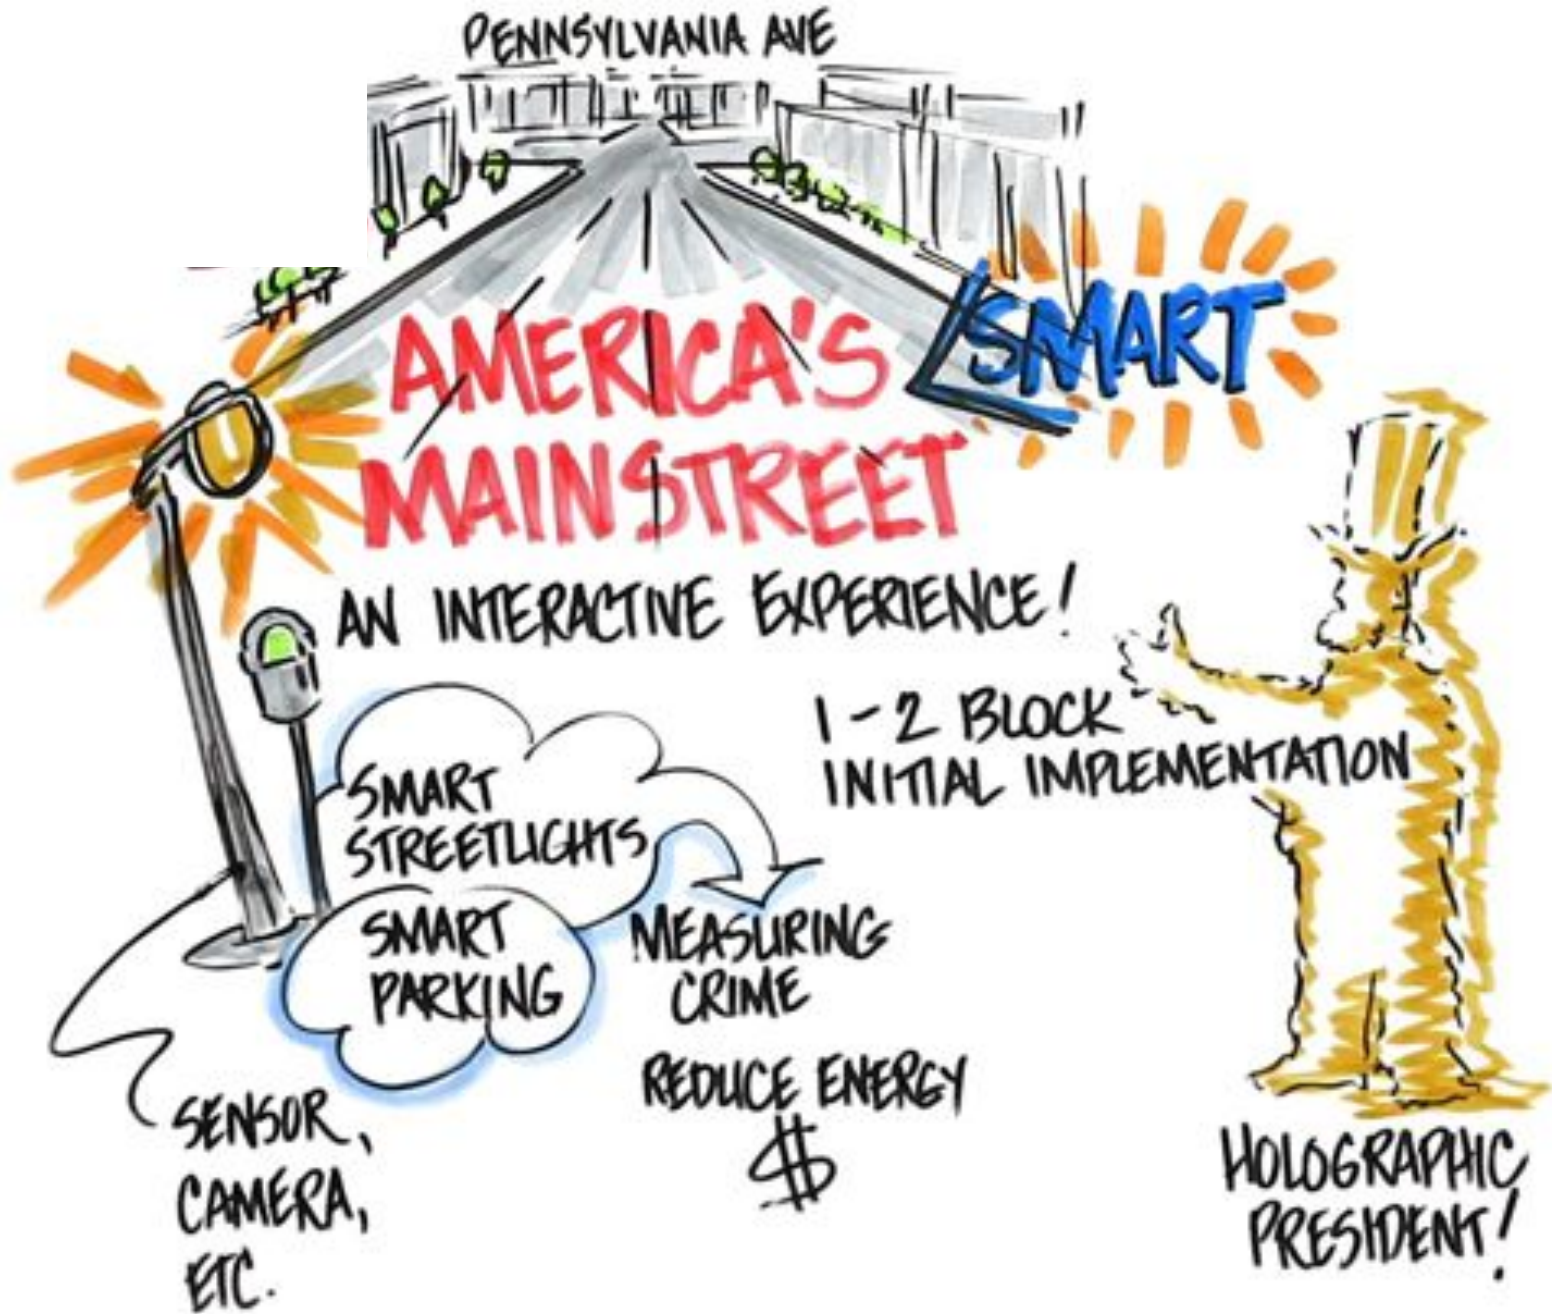 PENNSYLVANIA AVE
AMERICA'S
SMART
MAINSTREET
AN INTERACTIVE EXPERIENCE!
1-2 BLOCK
INITIAL IMPLEMENTATION
SMART
STREETLIGHTS
SMART
PARKING
MEASURING
CRIME
REDUCE ENERGY
$
SENSOR,
CAMERA,
ETC.
HOLOGRAPHIC
PRESIDENT!